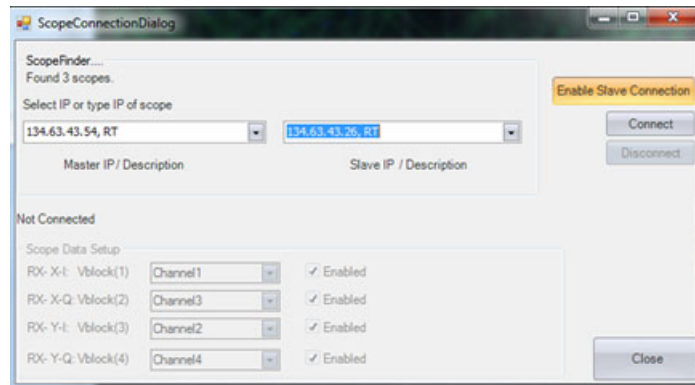 ScopeConnectionDialog
ScopeFinder....
Found 3 scopes.
Enable Slave Connection
Select IP or type IP of scope
134.63.43.54, RT
134.63.43.26, RT
Connect
Master IP/ Description
Slave IP / Description
Disconnect
Not Connected
Scope Data Setup
RX- X-I: Vblock(1) Channel1 Enabled
RX- X-Q: Vblock(2) Channel3 Enabled
RX- Y-I: Vblock(3) Channel2 Enabled
RX- Y-Q: Vblock(4) Channel4 Enabled
Close